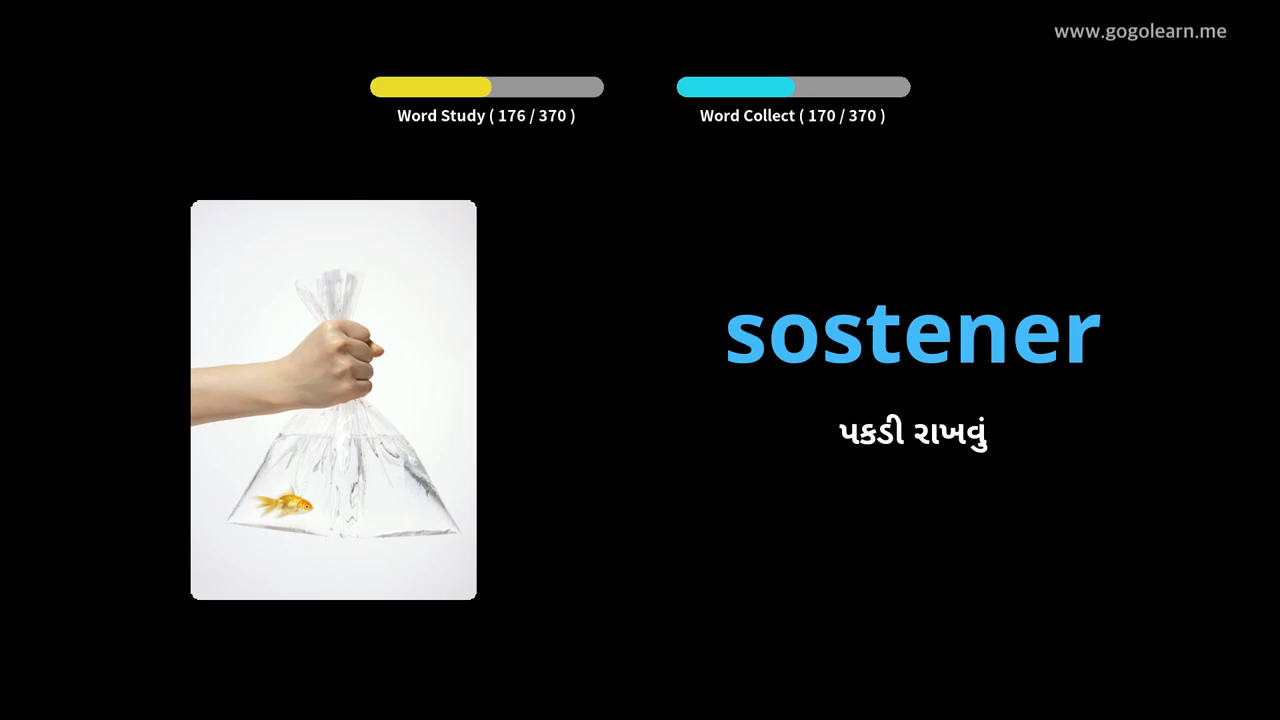 www.gogolearn.me
Word Study ( 176 / 370 )
Word Collect ( 170 / 370 )
sostener
પકડી રાખવું